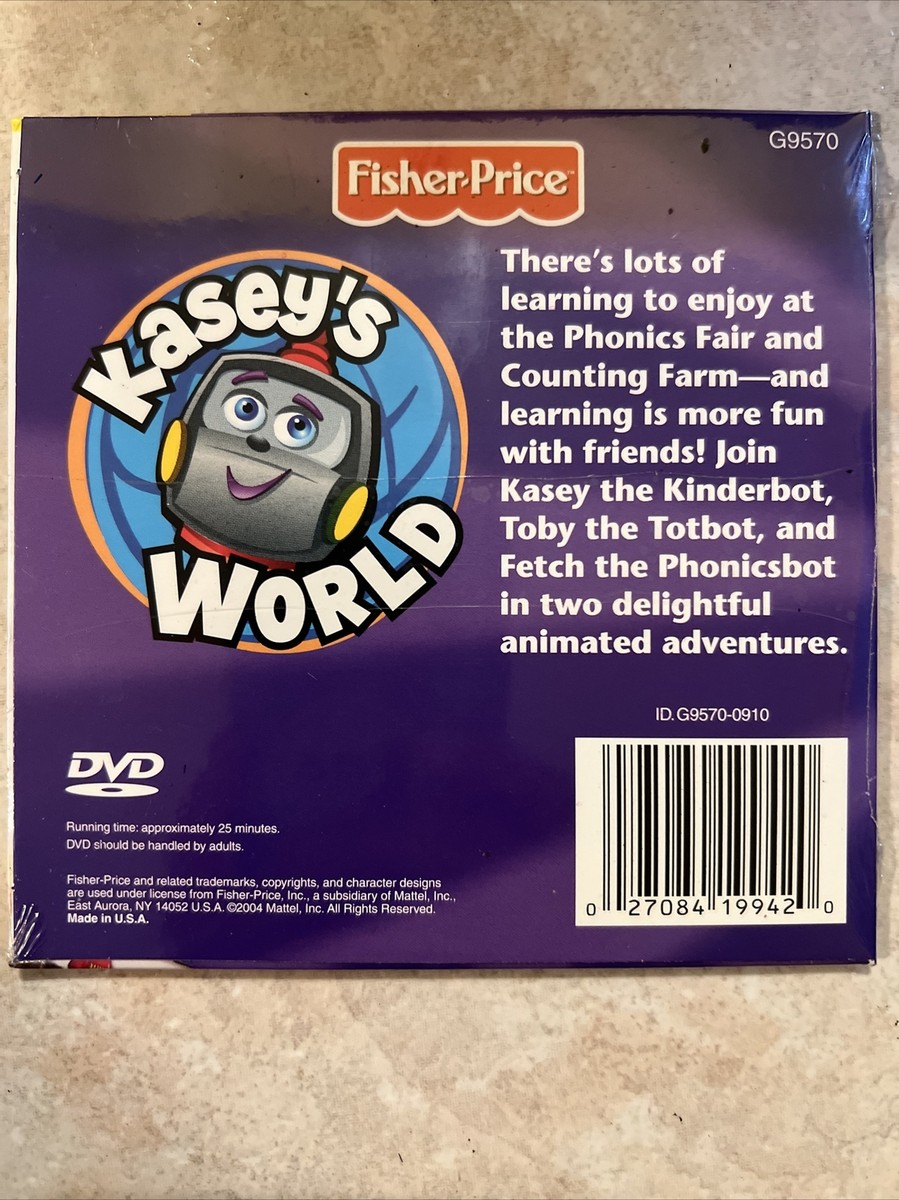 G9570
Fisher-Price™
Kasey's
WORLD
There's lots of
learning to enjoy at
the Phonics Fair and
Counting Farm—and
learning is more fun
with friends! Join
Kasey the Kinderbot,
Toby the Totbot, and
Fetch the Phonicsbot
in two delightful
animated adventures.
ID. G9570-0910
DVD
Running time: approximately 25 minutes.
DVD should be handled by adults.
Fisher-Price and related trademarks, copyrights, and character designs
are used under license from Fisher-Price, Inc., a subsidiary of Mattel, Inc.,
East Aurora, NY 14052 U.S.A. ©2004 Mattel, Inc. All Rights Reserved.
Made in U.S.A.
0 27084 19942 0